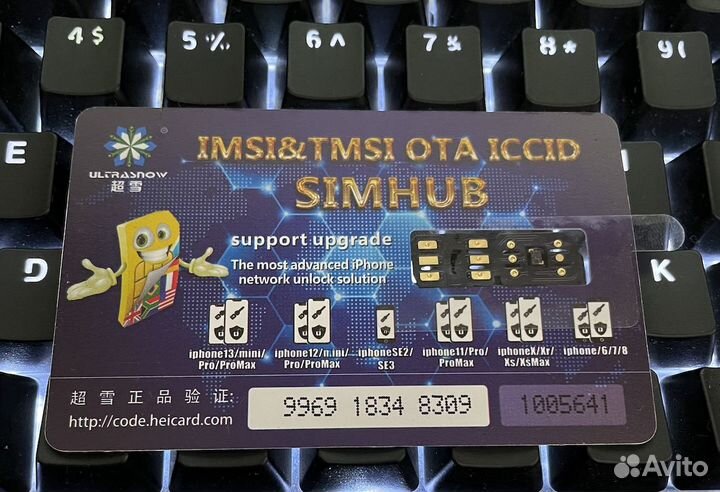 4 $
5 %
6 ^
7 &
8 *
9 (
E
D
K
ULTRASNOW
超雪
®
IMSI&TMSI OTA ICCID
SIMHUB
support upgrade
The most advanced iPhone
network unlock solution
iphone13/mini/
Pro/ProMax
iphone12/mini/
Pro/ProMax
iphoneSE2/
SE3
iphone11/Pro/
ProMax
iphoneX/Xr/
Xs/XsMax
iphone/6/7/8
超雪正品验证:
http://code.heicard.com
9969 1834 8309
1005641
Avito